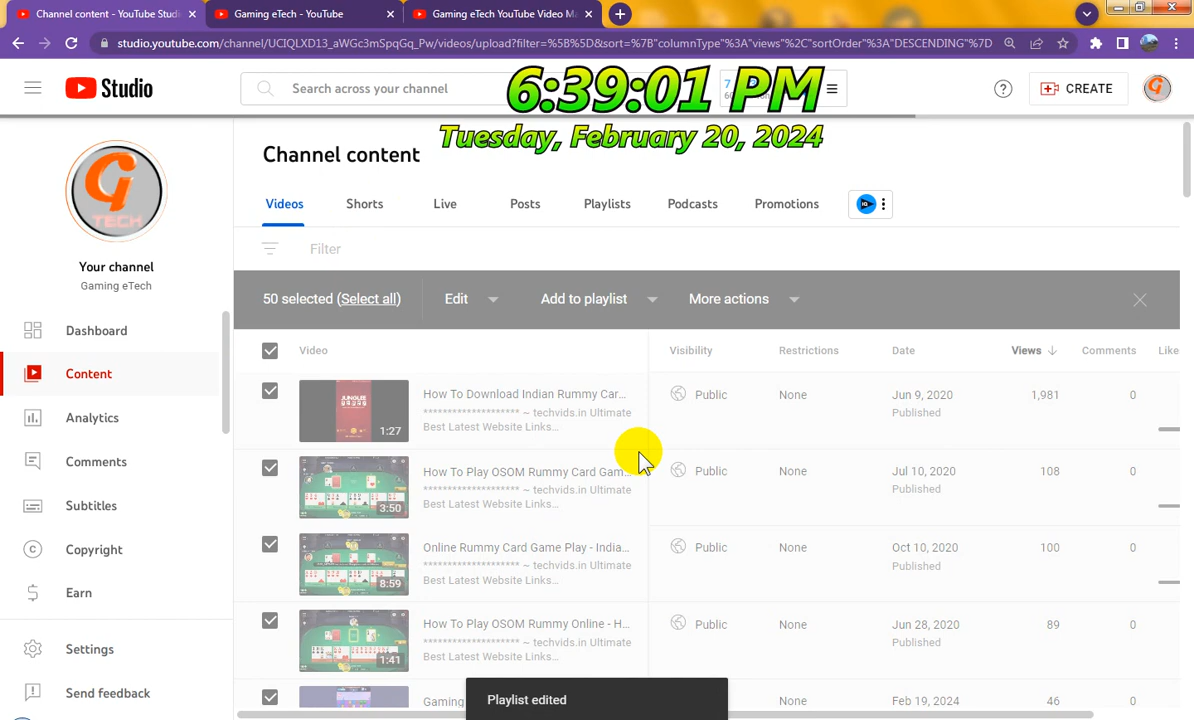 Channel content - YouTube Studi
Gaming eTech - YouTube
Gaming eTech YouTube Video Ma
studio.youtube.com/channel/UCIQLXD13_aWGc3mSpqGq_Pw/videos/upload?filter=%5B%5D&sort=%7B"columnType"%3A"views"%2C"sortOrder"%3A"DESCENDING"%7D
Studio
Search across your channel
6:39:01 PM
CREATE
Tuesday, February 20, 2024
Channel content
Videos
Shorts
Live
Posts
Playlists
Podcasts
Promotions
TECH
Filter
Your channel
Gaming eTech
50 selected (Select all)
Edit
Add to playlist
More actions
Dashboard
Content
Analytics
Comments
Subtitles
Copyright
Earn
Settings
Send feedback
Video
Visibility
Restrictions
Date
Views
Comments
Like
How To Download Indian Rummy Car...
******************** ~ techvids.in Ultimate
Best Latest Website Links...
1:27
Public
None
Jun 9, 2020
Published
1,981
0
How To Play OSOM Rummy Card Gam...
******************** ~ techvids.in Ultimate
Best Latest Website Links...
3:50
Public
None
Jul 10, 2020
Published
108
0
Online Rummy Card Game Play - India...
******************** ~ techvids.in Ultimate
Best Latest Website Links...
8:59
Public
None
Oct 10, 2020
Published
100
0
How To Play OSOM Rummy Online - H...
******************** ~ techvids.in Ultimate
Best Latest Website Links...
1:41
Public
None
Jun 28, 2020
Published
89
0
Gaming
Public
None
Feb 19, 2024
46
0
Playlist edited